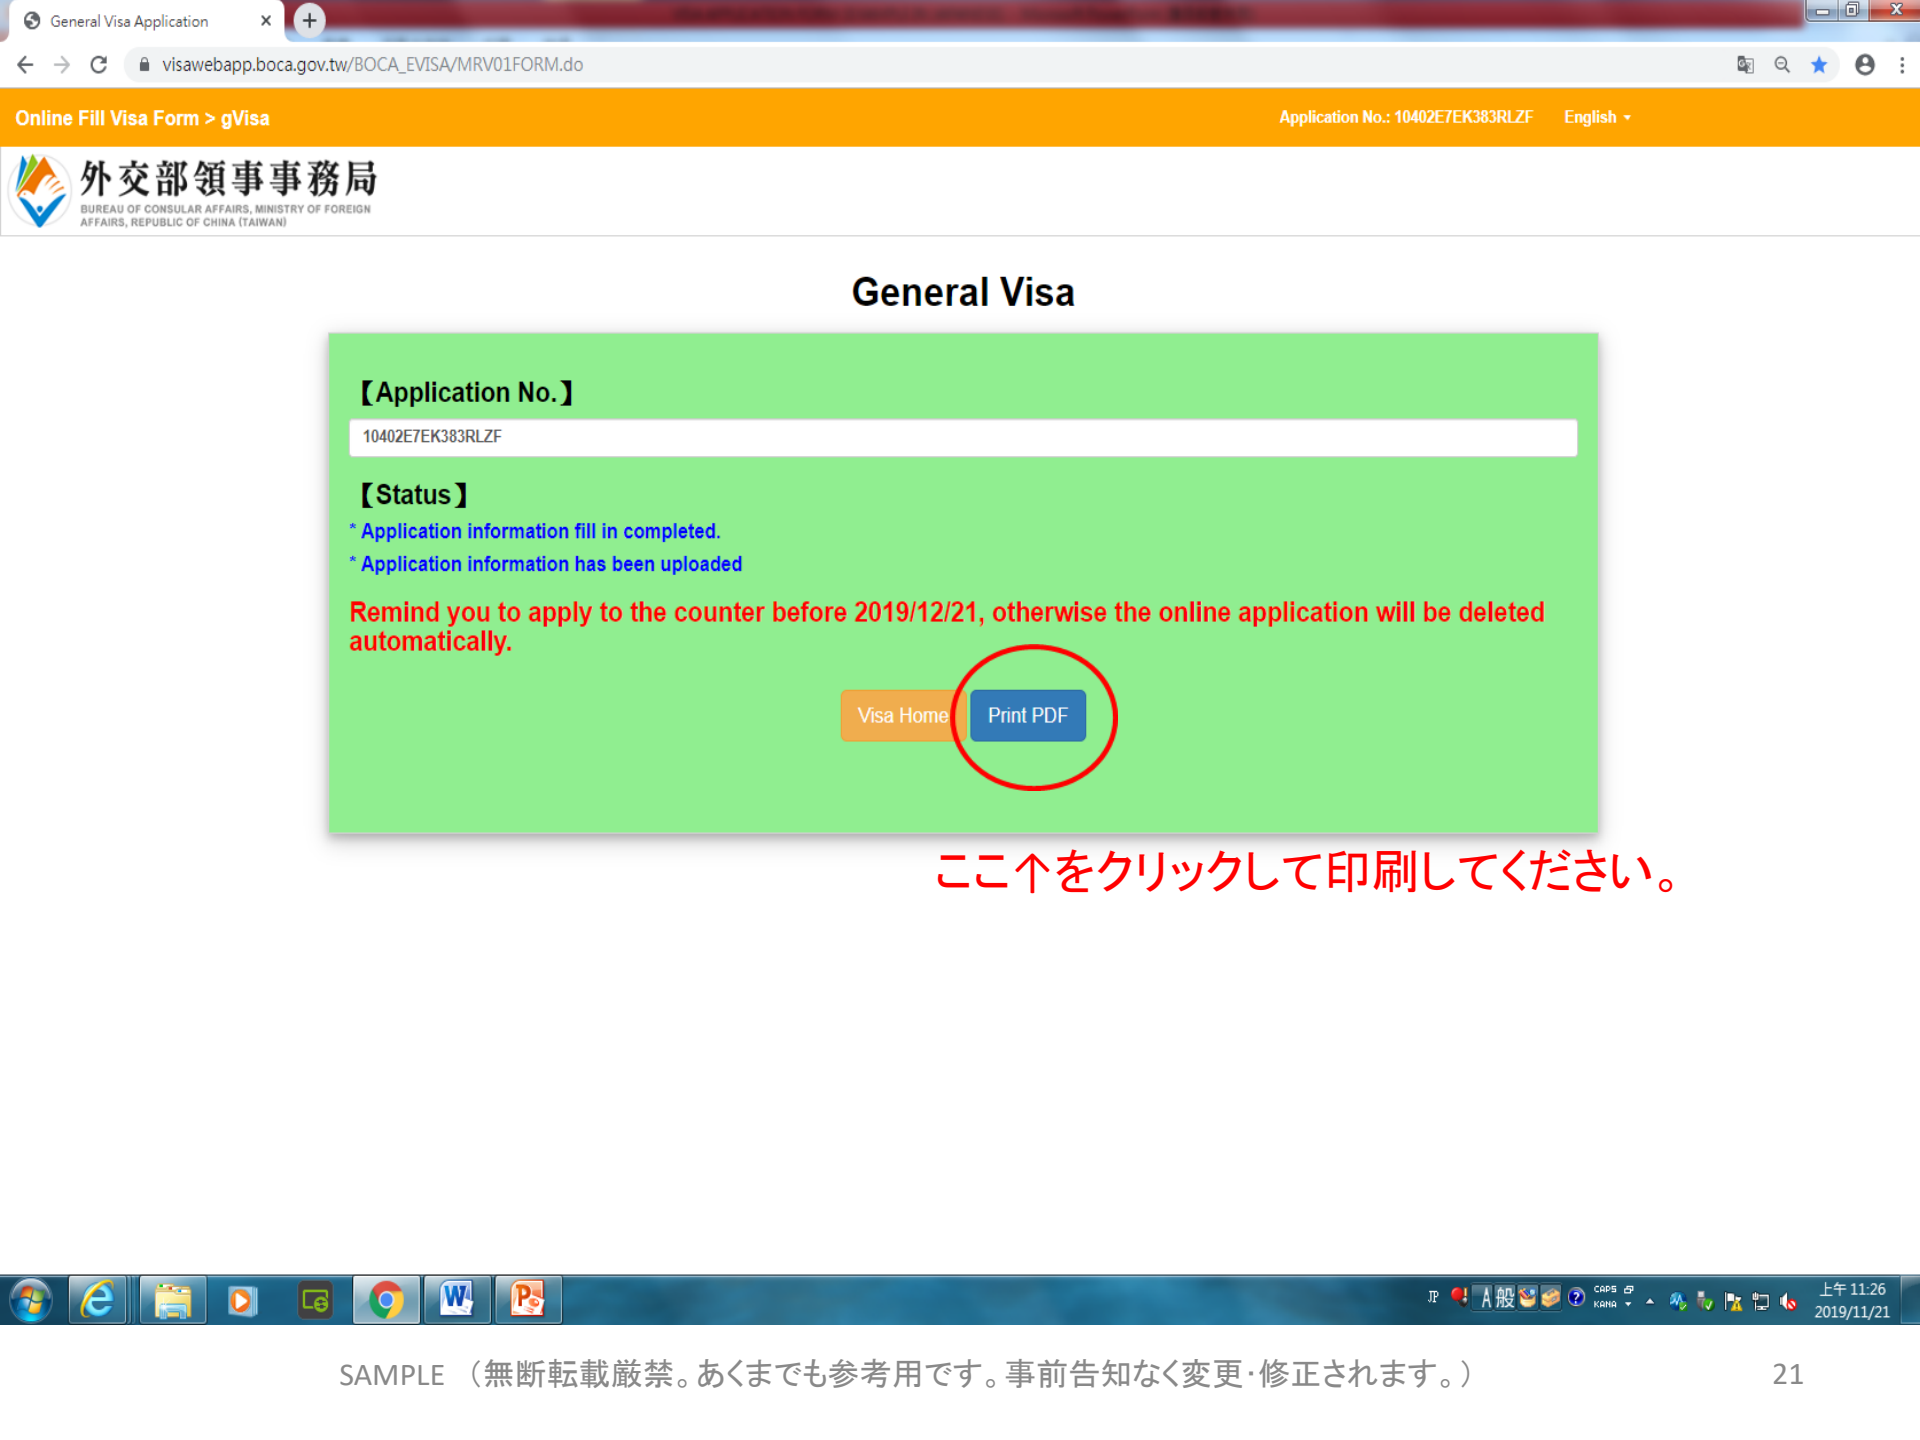 General Visa Application
visawebapp.boca.gov.tw/BOCA_EVISA/MRV01FORM.do
Online Fill Visa Form > gVisa
Application No.: 10402E7EK383RLZF
English
外交部領事事務局
BUREAU OF CONSULAR AFFAIRS, MINISTRY OF FOREIGN
AFFAIRS, REPUBLIC OF CHINA (TAIWAN)
General Visa
【Application No.】
10402E7EK383RLZF
【Status】
* Application information fill in completed.
* Application information has been uploaded
Remind you to apply to the counter before 2019/12/21, otherwise the online application will be deleted
automatically.
Visa Home
Print PDF
ここ↑をクリックして印刷してください。
JP
A 般
CAPS
KANA
上午 11:26
2019/11/21
SAMPLE （無断転載厳禁。あくまでも参考用です。事前告知なく変更・修正されます。）
21